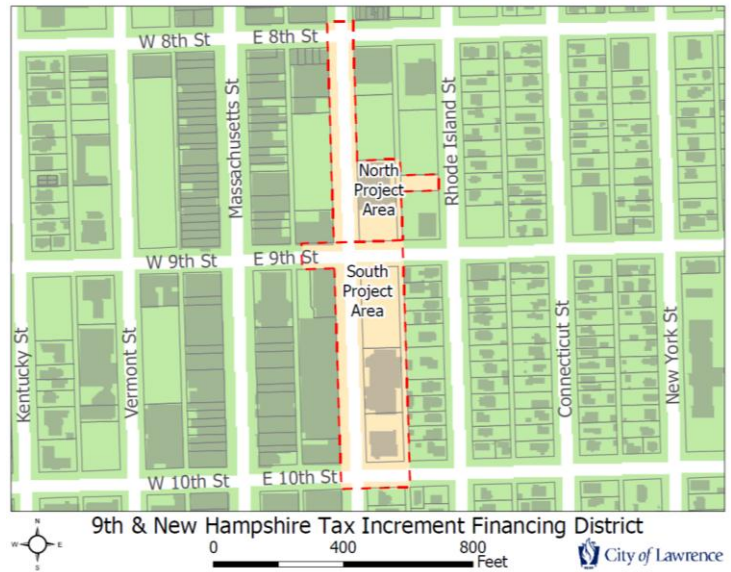 W 8th St
E 8th St
Massachusetts St
Rhode Island St
North
Project
Area
W 9th St
E 9th St
South
Project
Area
Kentucky St
Vermont St
Connecticut St
New York St
W 10th St
E 10th St
9th & New Hampshire Tax Increment Financing District
N
W
E
S
0
400
800
Feet
City of Lawrence